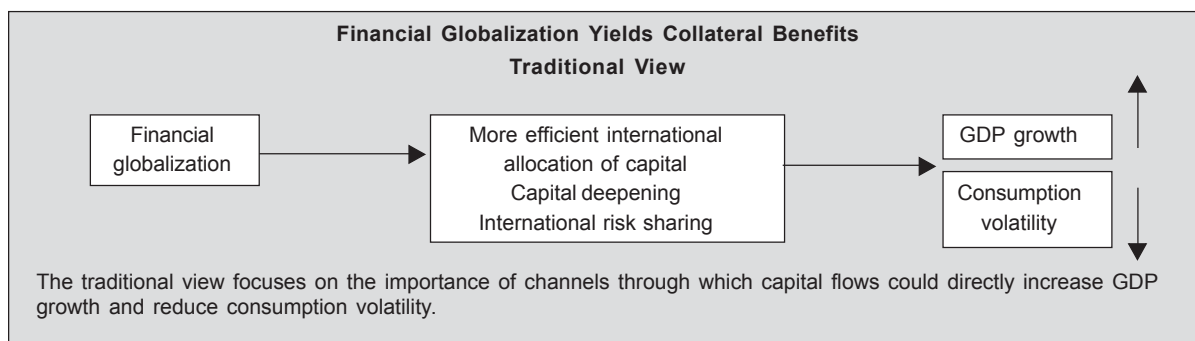 Financial Globalization Yields Collateral Benefits
Traditional View
Financial
globalization
More efficient international
allocation of capital
Capital deepening
International risk sharing
GDP growth
Consumption
volatility
The traditional view focuses on the importance of channels through which capital flows could directly increase GDP
growth and reduce consumption volatility.